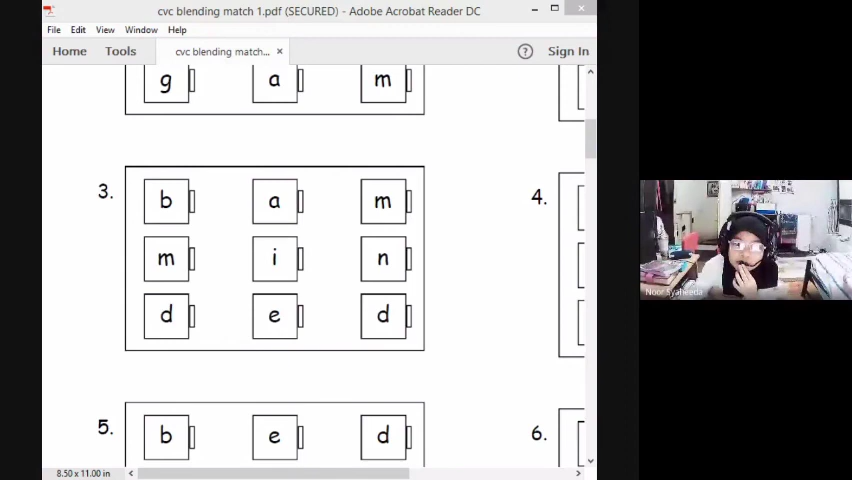 cvc blending match 1.pdf (SECURED) - Adobe Acrobat Reader DC
File Edit View Window Help
Home Tools cvc blending match... × ? Sign In
g a m
3. b a m
m i n
d e d
4.
5. b e d
6.
8.50 x 11.00 in
Noor Syaheeda